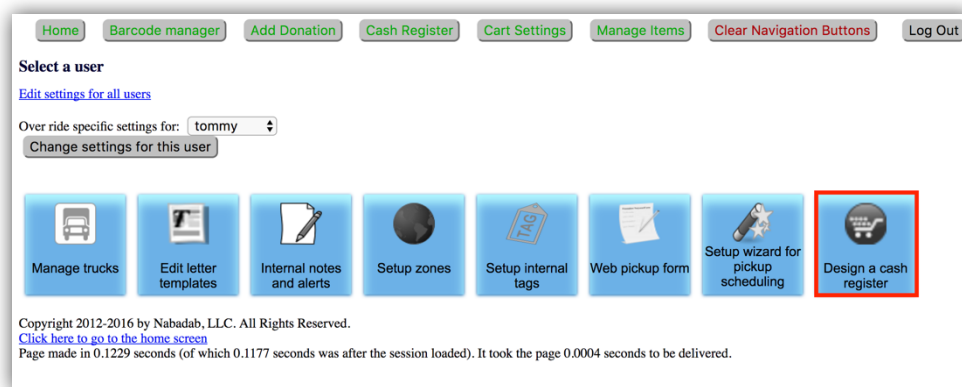 Home Barcode manager Add Donation Cash Register Cart Settings Manage Items Clear Navigation Buttons Log Out
Select a user
Edit settings for all users
Over ride specific settings for: tommy
Change settings for this user
TAG
Manage trucks
Edit letter
templates
Internal notes
and alerts
Setup zones
Setup internal
tags
Web pickup form
Setup wizard for
pickup
scheduling
Design a cash
register
Copyright 2012-2016 by Nabadab, LLC. All Rights Reserved.
Click here to go to the home screen
Page made in 0.1229 seconds (of which 0.1177 seconds was after the session loaded). It took the page 0.0004 seconds to be delivered.